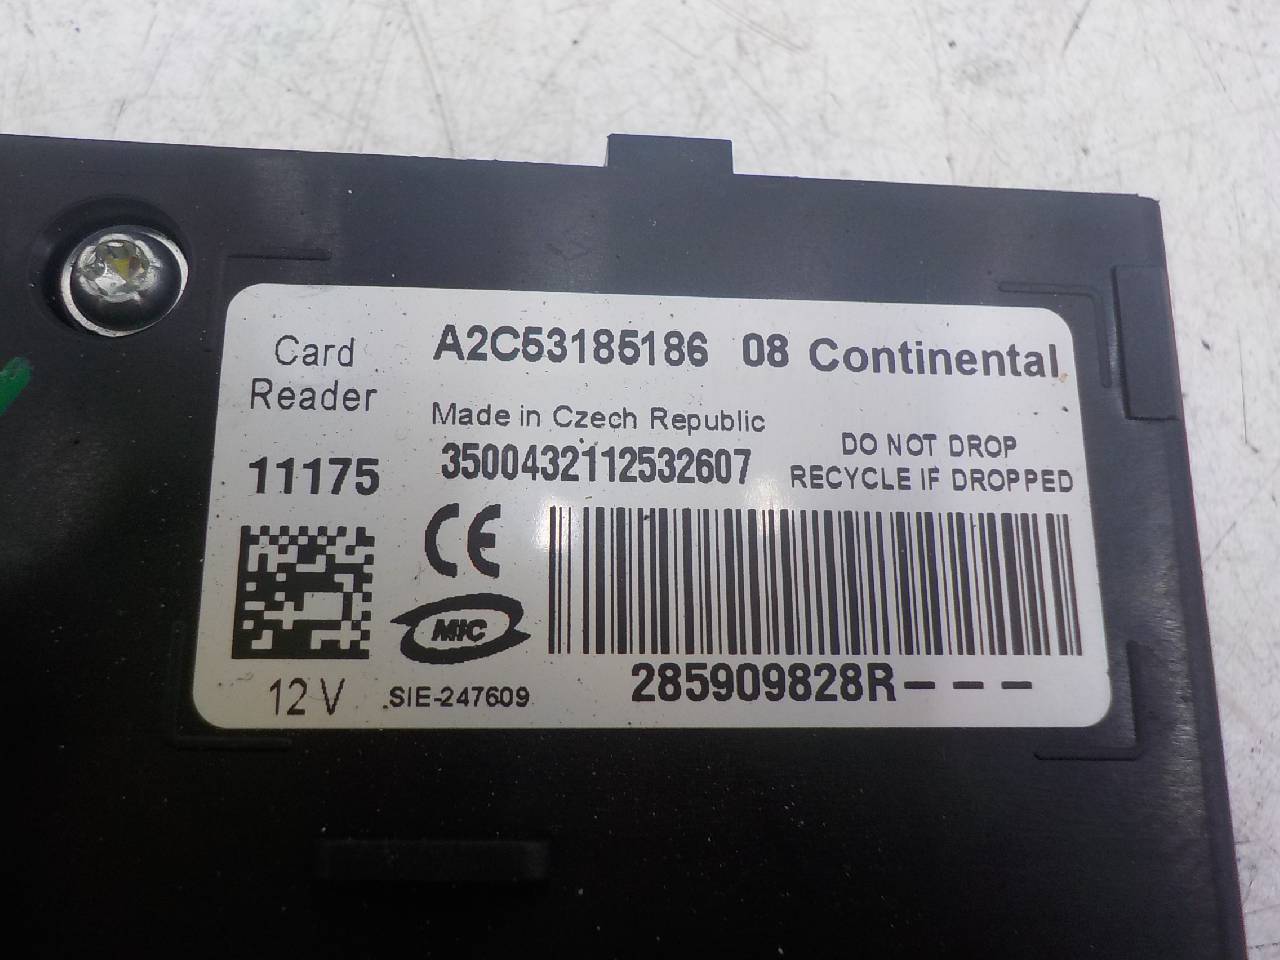 Card
Reader
11175
A2C53185186 08 Continental
Made in Czech Republic
3500432112532607
DO NOT DROP
RECYCLE IF DROPPED
CE
MIC
12 V
SIE-247609
285909828R---